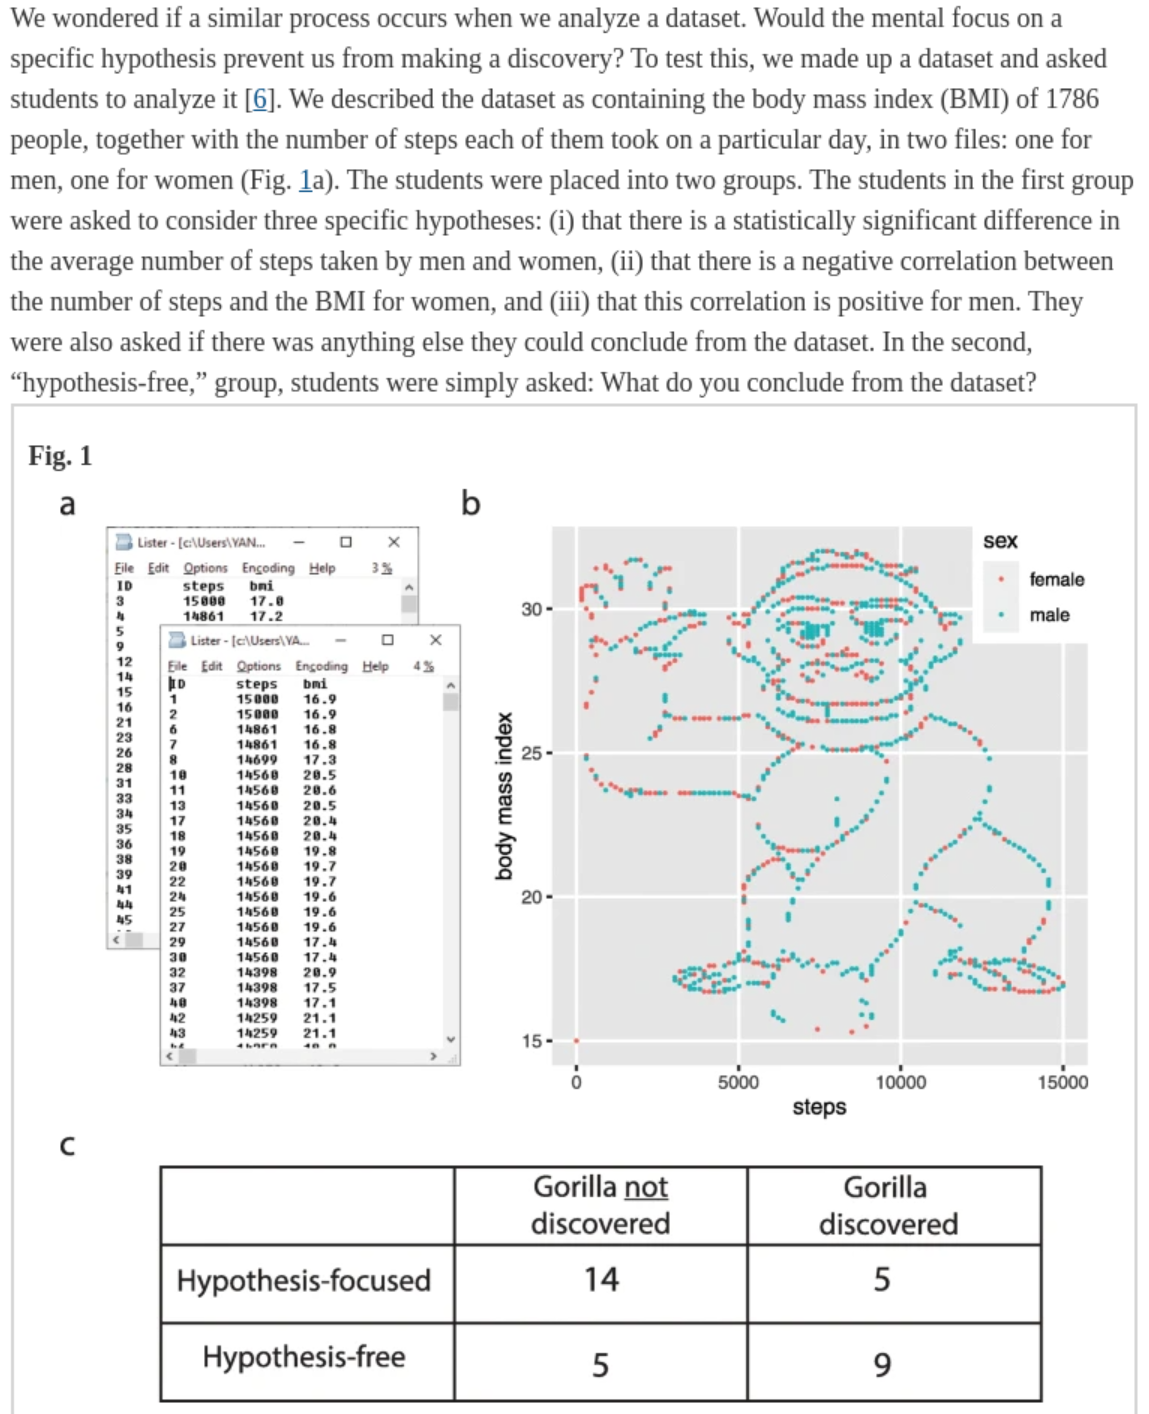 We wondered if a similar process occurs when we analyze a dataset. Would the mental focus on a
specific hypothesis prevent us from making a discovery? To test this, we made up a dataset and asked
students to analyze it [6]. We described the dataset as containing the body mass index (BMI) of 1786
people, together with the number of steps each of them took on a particular day, in two files: one for
men, one for women (Fig. 1a). The students were placed into two groups. The students in the first group
were asked to consider three specific hypotheses: (i) that there is a statistically significant difference in
the average number of steps taken by men and women, (ii) that there is a negative correlation between
the number of steps and the BMI for women, and (iii) that this correlation is positive for men. They
were also asked if there was anything else they could conclude from the dataset. In the second,
“hypothesis-free,” group, students were simply asked: What do you conclude from the dataset?
Fig. 1
a
Lister - [c:\Users\YAN...
File Edit Options Encoding Help 3 %
ID steps bmi
3 15000 17.0
4 14861 17.2
5
9
12
14
15
16
21
23
26
28
31
33
34
35
36
38
39
41
44
45
Lister - [c:\Users\YA...
File Edit Options Encoding Help 4 %
ID steps bmi
1 15000 16.9
2 15000 16.9
6 14861 16.8
7 14861 16.8
8 14699 17.3
10 14560 20.5
11 14560 20.6
13 14560 20.5
17 14560 20.4
18 14560 20.4
19 14560 19.8
20 14560 19.7
22 14560 19.7
24 14560 19.6
25 14560 19.6
27 14560 19.6
29 14560 17.4
30 14560 17.4
32 14398 20.9
37 14398 17.5
40 14398 17.1
42 14259 21.1
43 14259 21.1
b
sex
female
male
body mass index
30
25
20
15
0 5000 10000 15000
steps
c
Gorilla not
discovered
Gorilla
discovered
Hypothesis-focused 14 5
Hypothesis-free 5 9